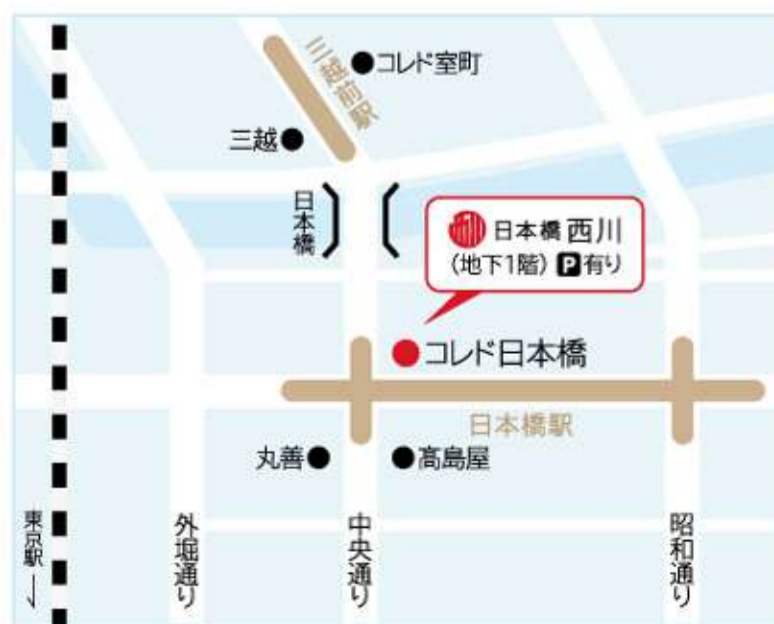 コレド室町
三越前駅
三越
日本橋
日本橋 西川
(地下1階) P有り
コレド日本橋
日本橋駅
丸善
髙島屋
東京駅
外堀通り
中央通り
昭和通り